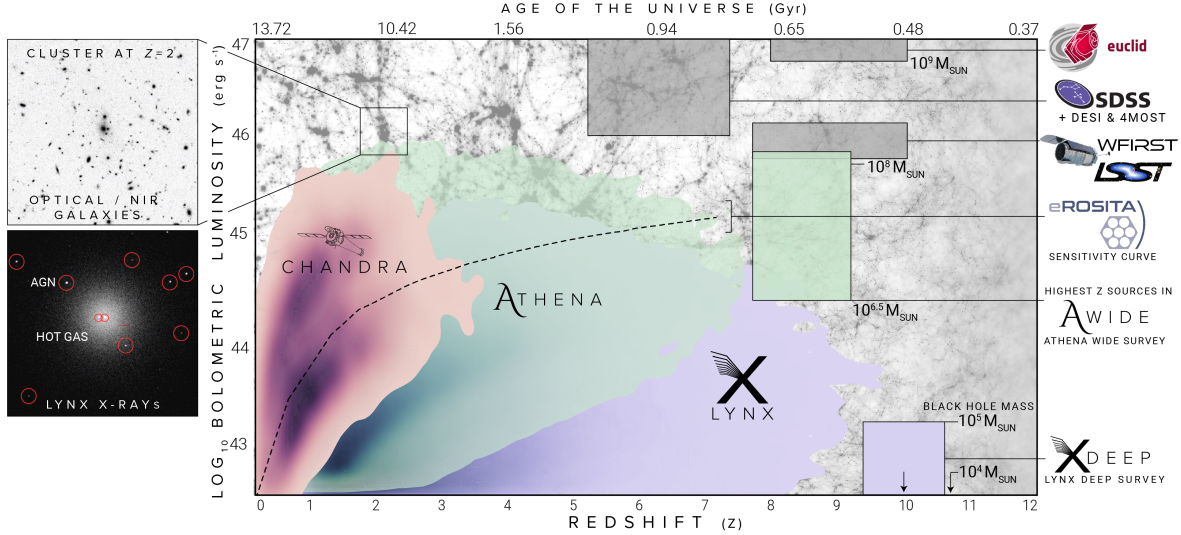 AGE OF THE UNIVERSE (Gyr)
13.72 10.42 1.56 0.94 0.65 0.48 0.37
CLUSTER AT Z=2
OPTICAL / NIR
GALAXIES
AGN
HOT GAS
LYNX X-RAYs
LOG10 BOLOMETRIC LUMINOSITY (erg s-1)
47
46
45
44
43
CHANDRA
ATHENA
LYNX
10^9 MSUN
10^8 MSUN
10^6.5 MSUN
BLACK HOLE MASS
10^5 MSUN
10^4 MSUN
0 1 2 3 4 5 6 7 8 9 10 11 12
REDSHIFT (Z)
euclid
SDSS
+ DESI & 4MOST
WFIRST
LSST
eROSITA
SENSITIVITY CURVE
HIGHEST Z SOURCES IN
AWIDE
ATHENA WIDE SURVEY
XDEEP
LYNX DEEP SURVEY